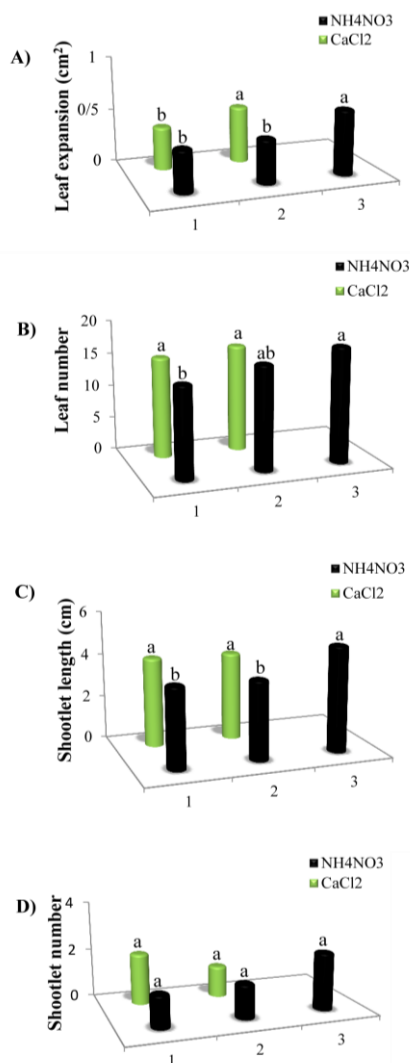 NH4NO3
CaCl2
A)
Leaf expansion (cm²)
1
0/5
0
b
b
a
b
a
1
2
3
NH4NO3
CaCl2
B)
Leaf number
20
15
10
5
0
a
b
a
ab
a
1
2
3
NH4NO3
CaCl2
C)
Shootlet length (cm)
6
4
2
0
a
b
a
b
a
1
2
3
NH4NO3
CaCl2
D)
Shootlet number
4
2
0
a
a
a
a
a
1
2
3